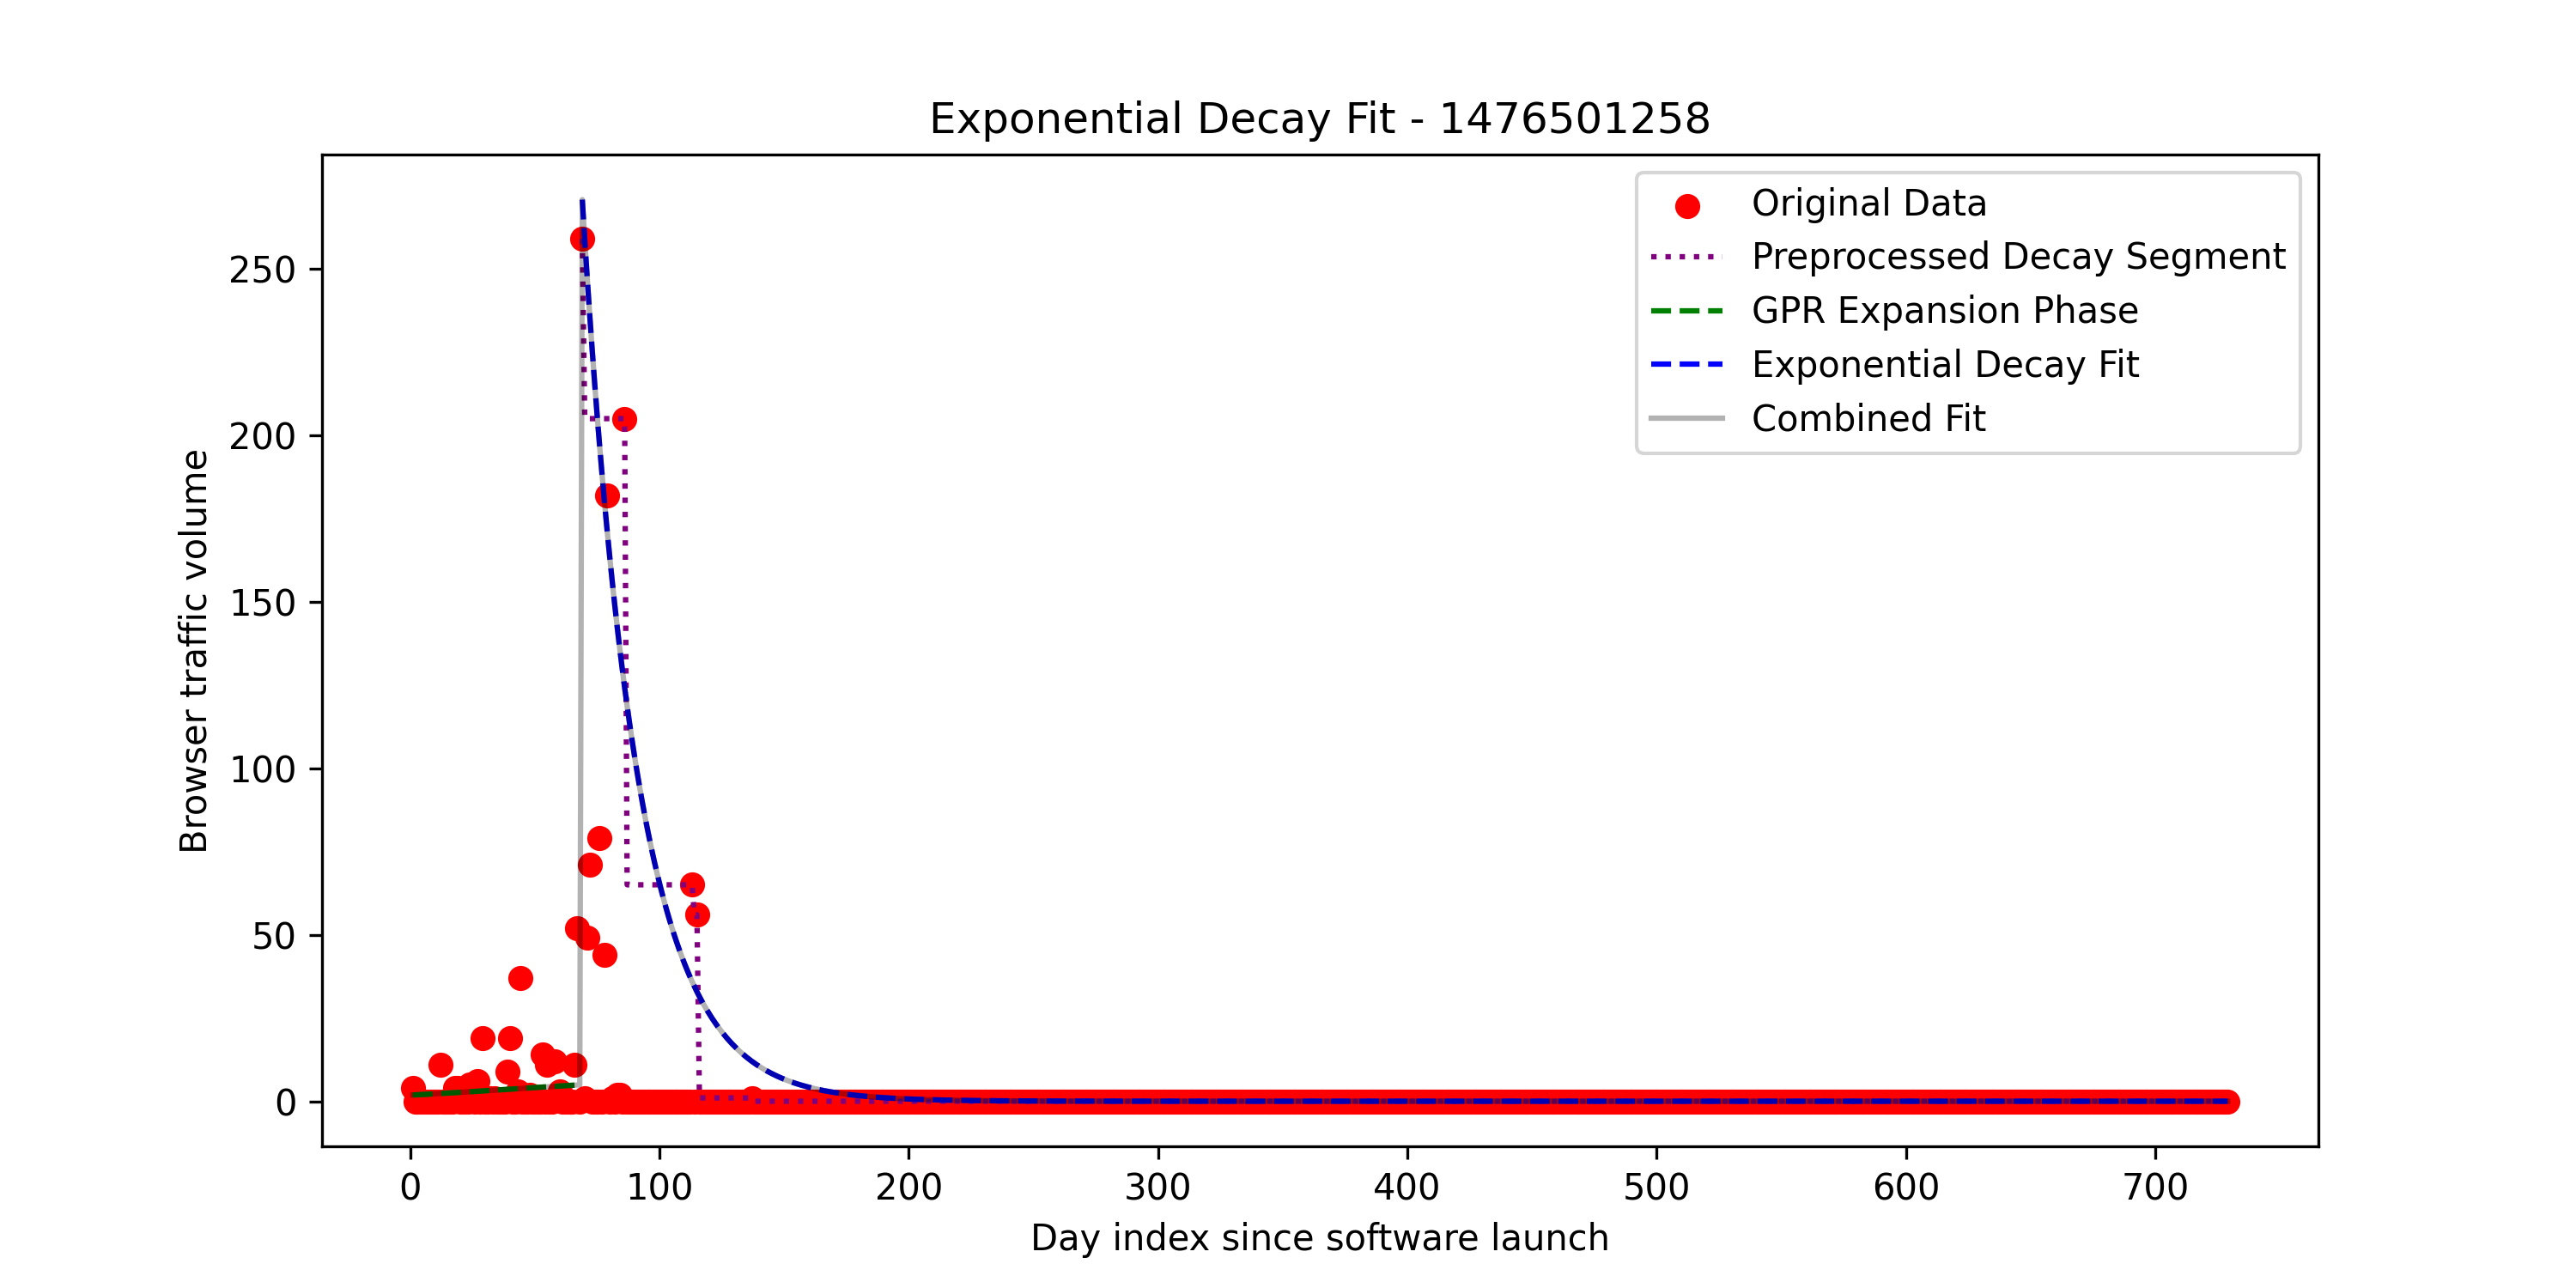 Exponential Decay Fit - 1476501258
Original Data
Preprocessed Decay Segment
GPR Expansion Phase
Exponential Decay Fit
Combined Fit
Browser traffic volume
250
200
150
100
50
0
0 100 200 300 400 500 600 700
Day index since software launch